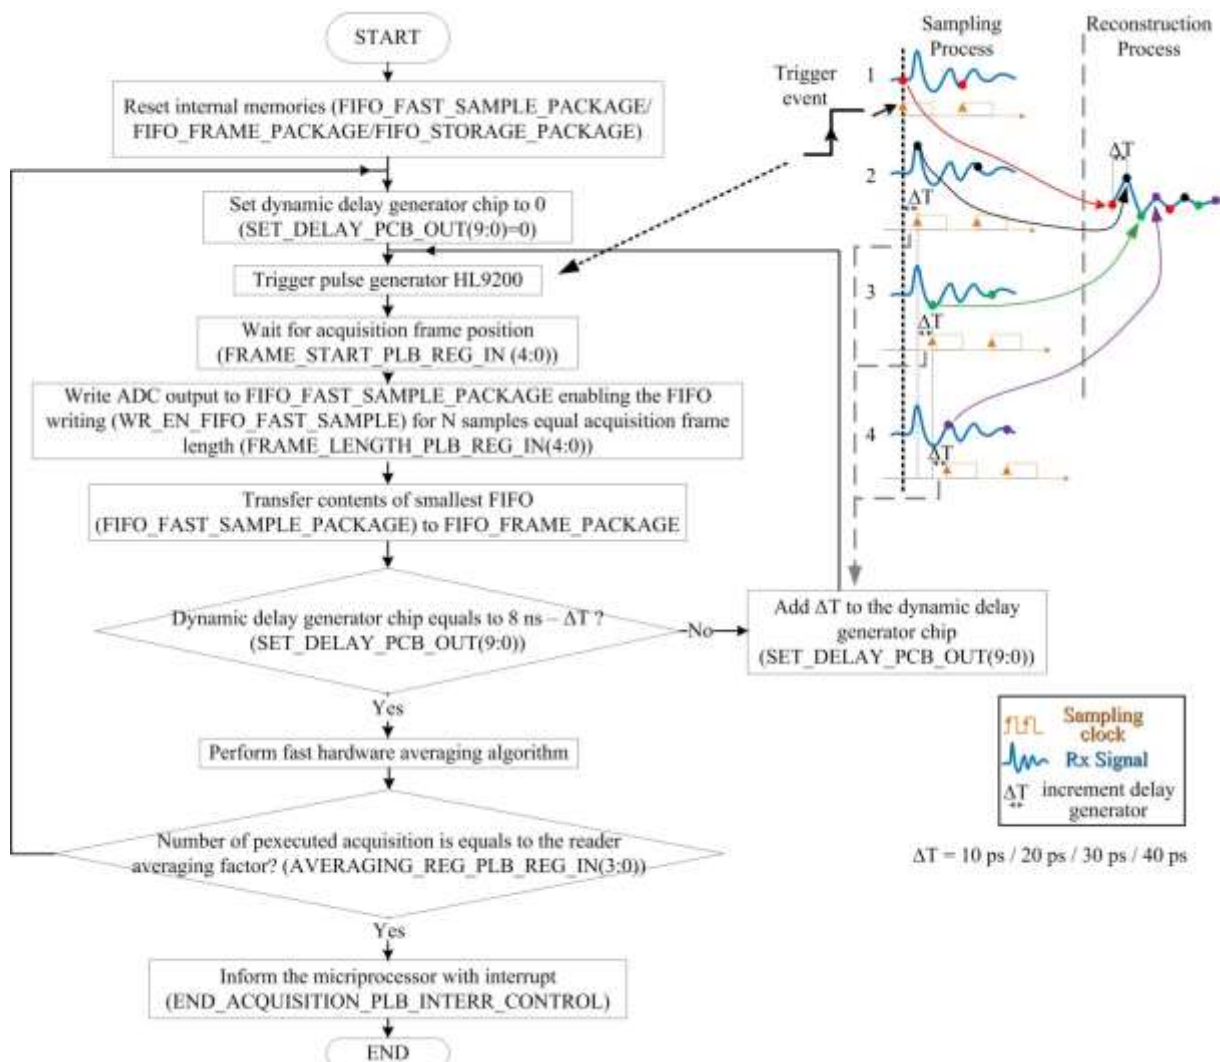 START
Reset internal memories (FIFO_FAST_SAMPLE_PACKAGE/
FIFO_FRAME_PACKAGE/FIFO_STORAGE_PACKAGE)
Set dynamic delay generator chip to 0
(SET_DELAY_PCB_OUT(9:0)=0)
Trigger pulse generator HL9200
Wait for acquisition frame position
(FRAME_START_PLB_REG_IN (4:0))
Write ADC output to FIFO_FAST_SAMPLE_PACKAGE enabling the FIFO
writing (WR_EN_FIFO_FAST_SAMPLE) for N samples equal acquisition frame
length (FRAME_LENGTH_PLB_REG_IN(4:0))
Transfer contents of smallest FIFO
(FIFO_FAST_SAMPLE_PACKAGE) to FIFO_FRAME_PACKAGE
Dynamic delay generator chip equals to 8 ns – ΔT ?
(SET_DELAY_PCB_OUT(9:0))
No
Add ΔT to the dynamic delay
generator chip
(SET_DELAY_PCB_OUT(9:0))
Yes
Perform fast hardware averaging algorithm
Number of pexecuted acquisition is equals to the reader
averaging factor? (AVERAGING_REG_PLB_REG_IN(3:0))
Yes
Inform the micriprocessor with interrupt
(END_ACQUISITION_PLB_INTERR_CONTROL)
END
Sampling
Process
Reconstruction
Process
Trigger
event
1
2
ΔT
ΔT
3
ΔT
4
ΔT
Sampling
clock
Rx Signal
ΔT
increment delay
generator
ΔT = 10 ps / 20 ps / 30 ps / 40 ps